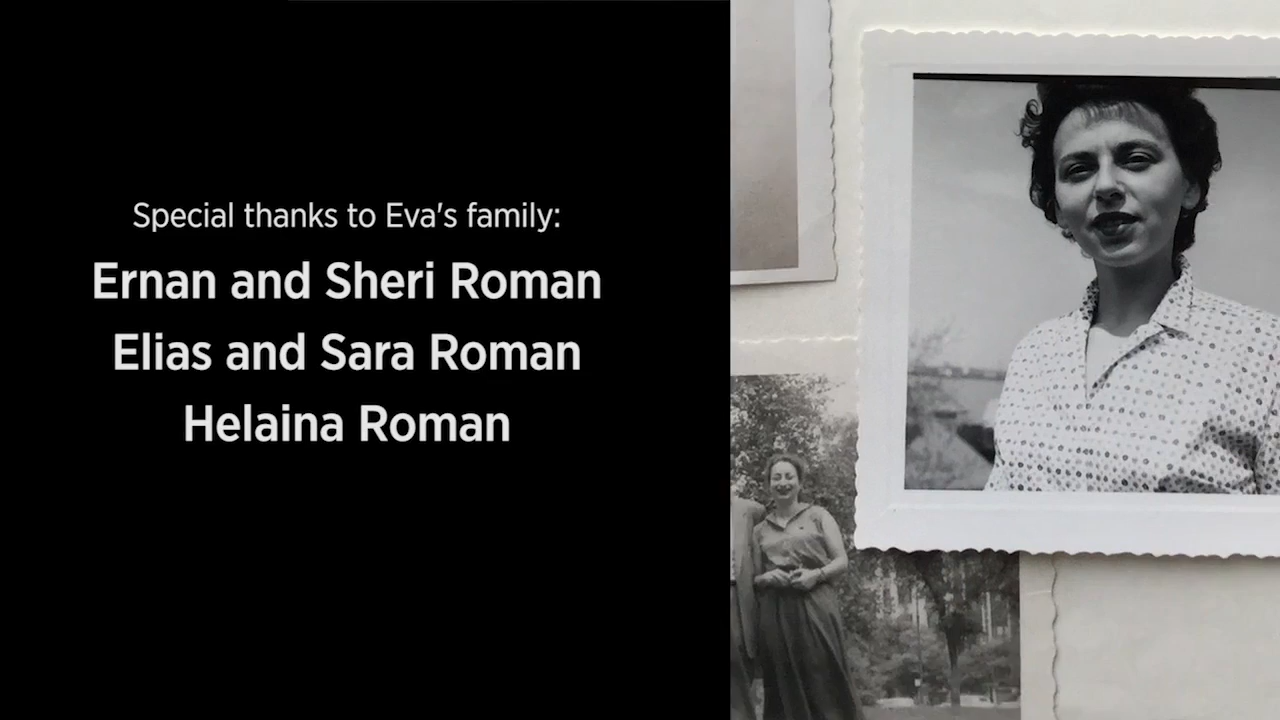 Special thanks to Eva's family:
Ernan and Sheri Roman
Elias and Sara Roman
Helaina Roman